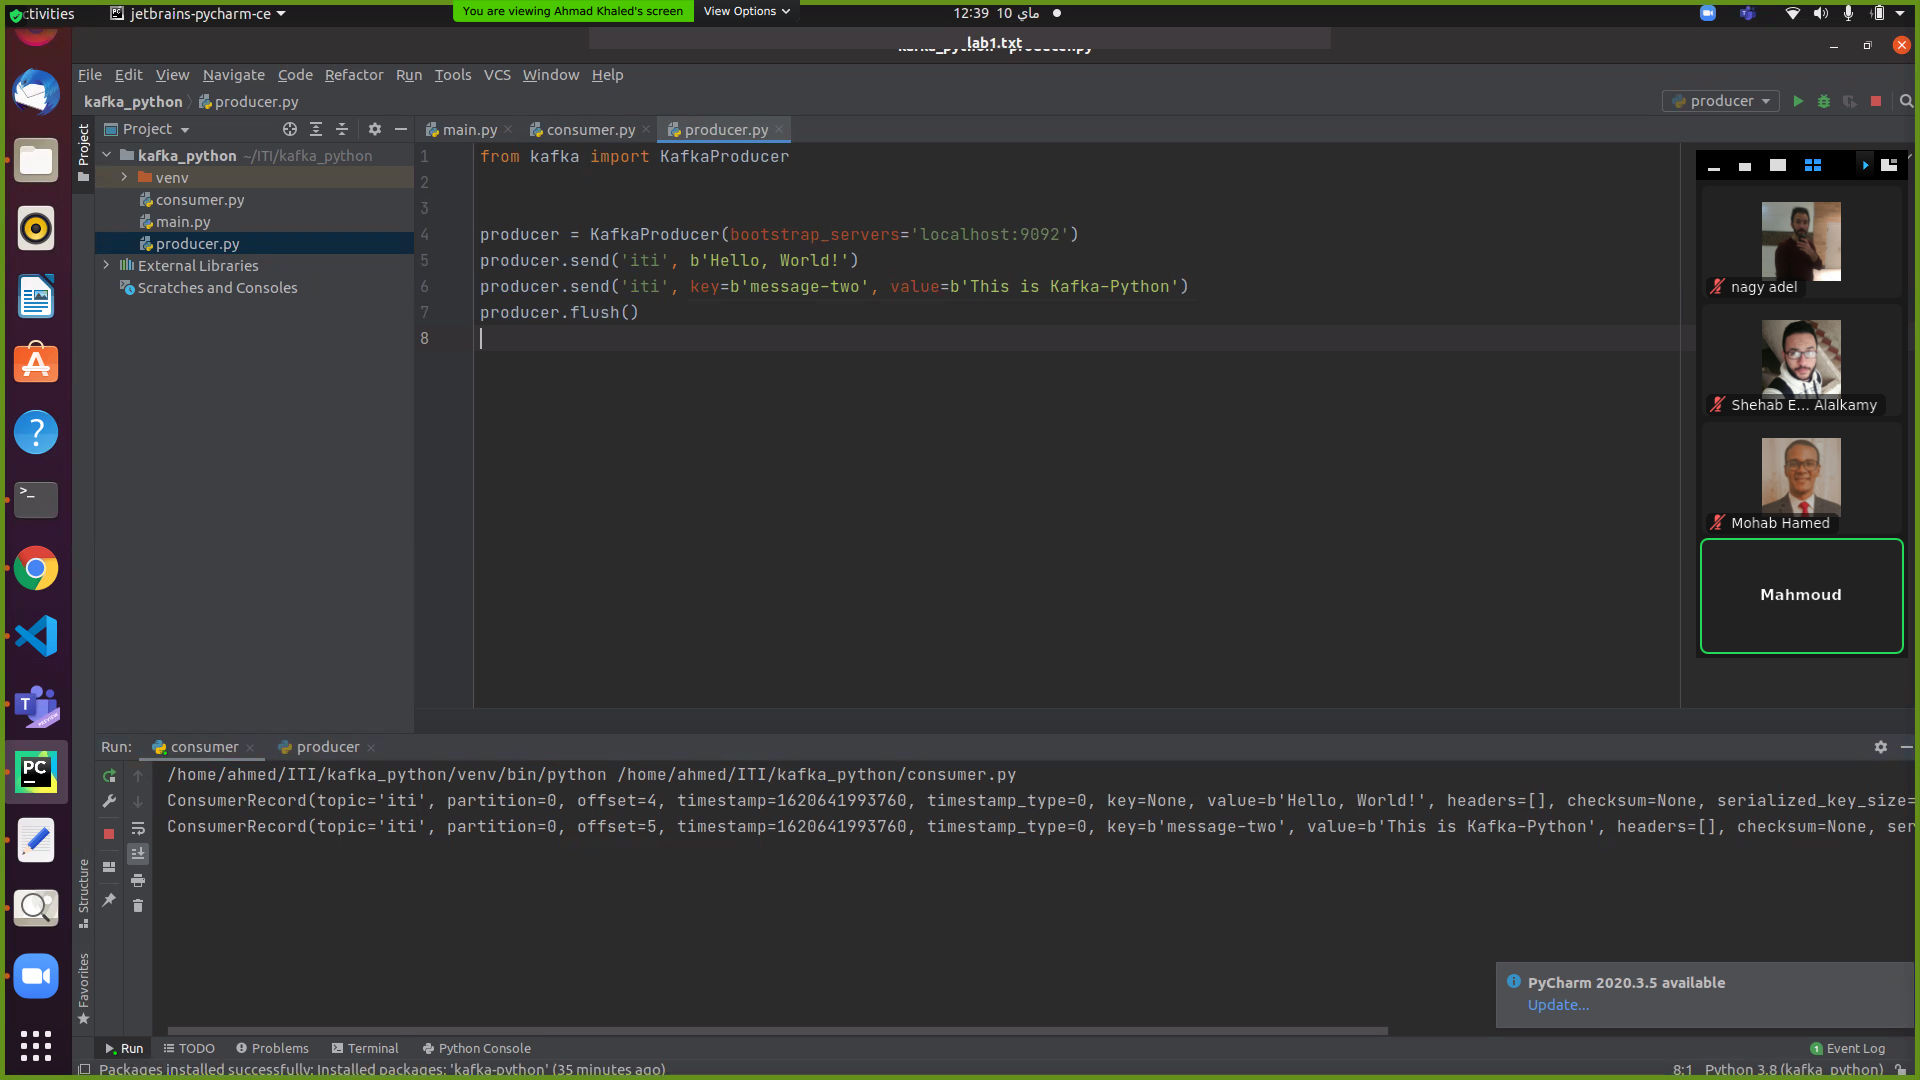 ctivities
jetbrains-pycharm-ce
You are viewing Ahmad Khaled's screen
View Options
12:39 10 ماي
lab1.txt
kafka_python – producer.py
File Edit View Navigate Code Refactor Run Tools VCS Window Help
kafka_python
producer.py
producer
Project
Project
main.py
consumer.py
producer.py
kafka_python ~/ITI/kafka_python
venv
consumer.py
main.py
producer.py
External Libraries
Scratches and Consoles
1 from kafka import KafkaProducer
2
3
4 producer = KafkaProducer(bootstrap_servers='localhost:9092')
5 producer.send('iti', b'Hello, World!')
6 producer.send('iti', key=b'message-two', value=b'This is Kafka-Python')
7 producer.flush()
8
nagy adel
Shehab E... Alalkamy
Mohab Hamed
Mahmoud
Run:
consumer
producer
/home/ahmed/ITI/kafka_python/venv/bin/python /home/ahmed/ITI/kafka_python/consumer.py
ConsumerRecord(topic='iti', partition=0, offset=4, timestamp=1620641993760, timestamp_type=0, key=None, value=b'Hello, World!', headers=[], checksum=None, serialized_key_size=
ConsumerRecord(topic='iti', partition=0, offset=5, timestamp=1620641993760, timestamp_type=0, key=b'message-two', value=b'This is Kafka-Python', headers=[], checksum=None, ser
Structure
Favorites
PyCharm 2020.3.5 available
Update...
Run
TODO
Problems
Terminal
Python Console
1 Event Log
Packages installed successfully: Installed packages: 'kafka-python' (35 minutes ago)
8:1 Python 3.8 (kafka_python)